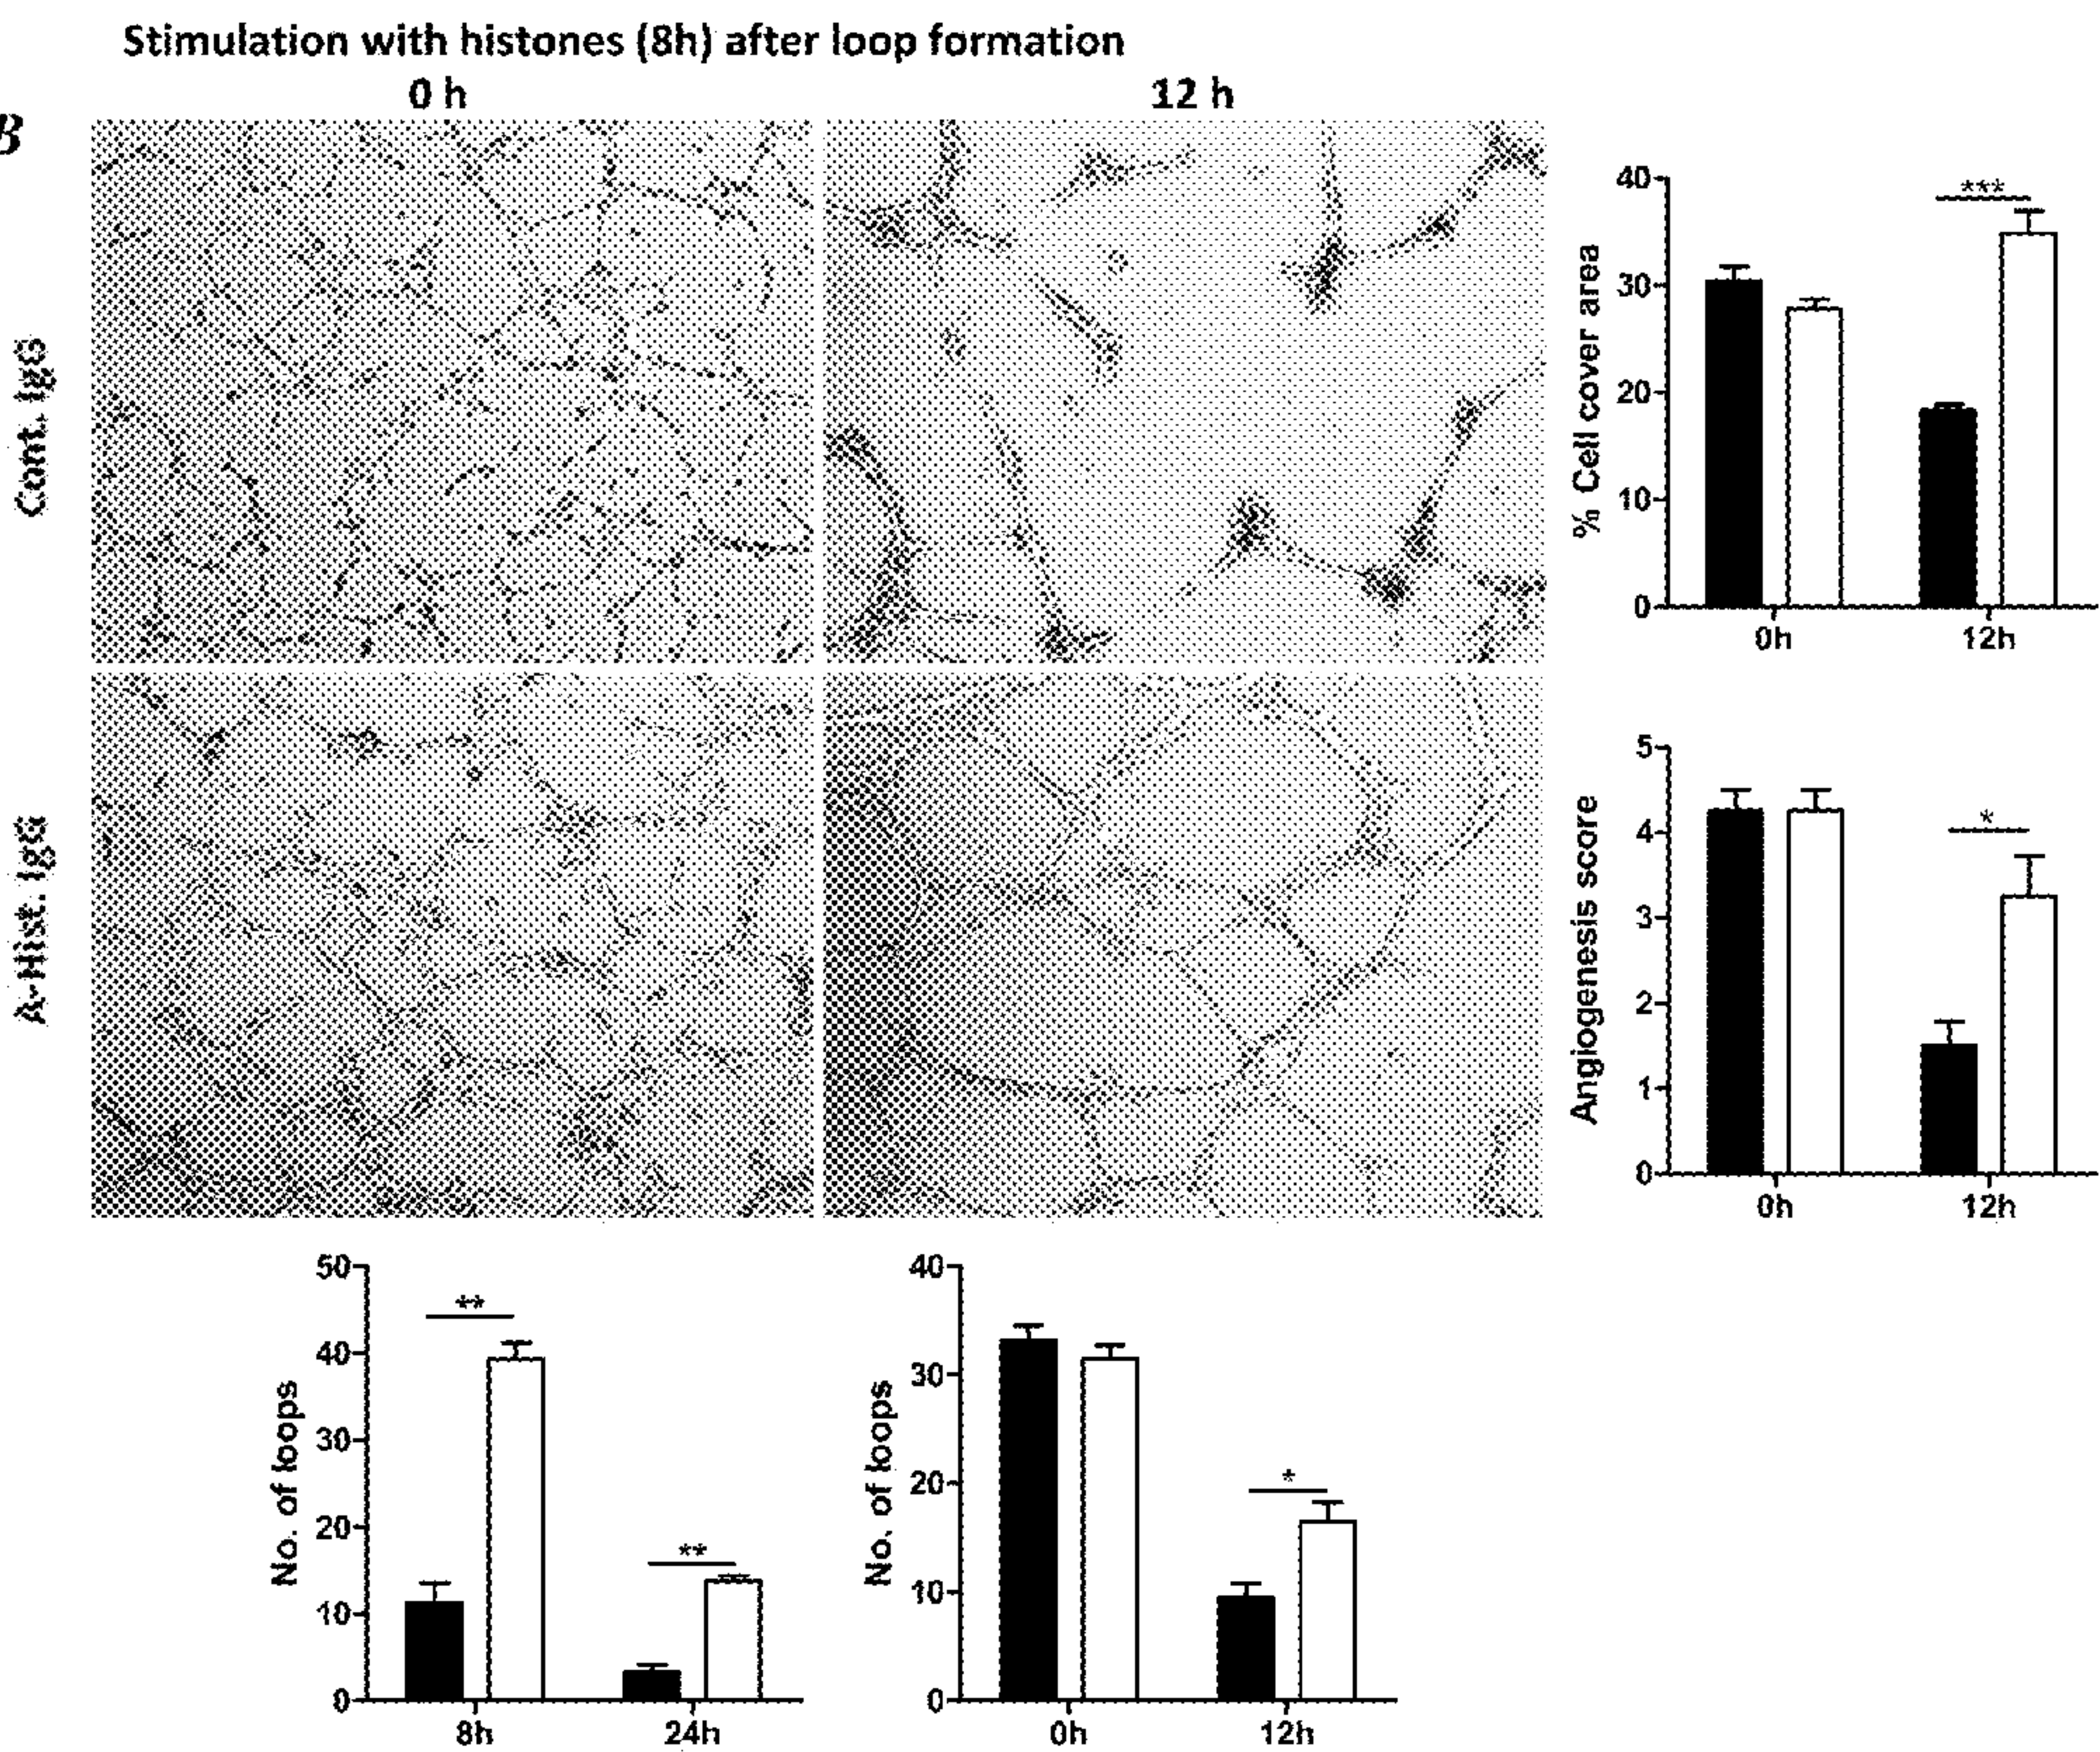 Stimulation with histones (8h) after loop formation
0 h
12 h
B
Cont. IgG
A-Hist. IgG
% Cell cover area
40
30
20
10
0
***
0h
12h
Angiogenesis score
5
4
3
2
1
0
*
0h
12h
No. of loops
50
40
30
20
10
0
**
**
8h
24h
No. of loops
40
30
20
10
0
*
0h
12h